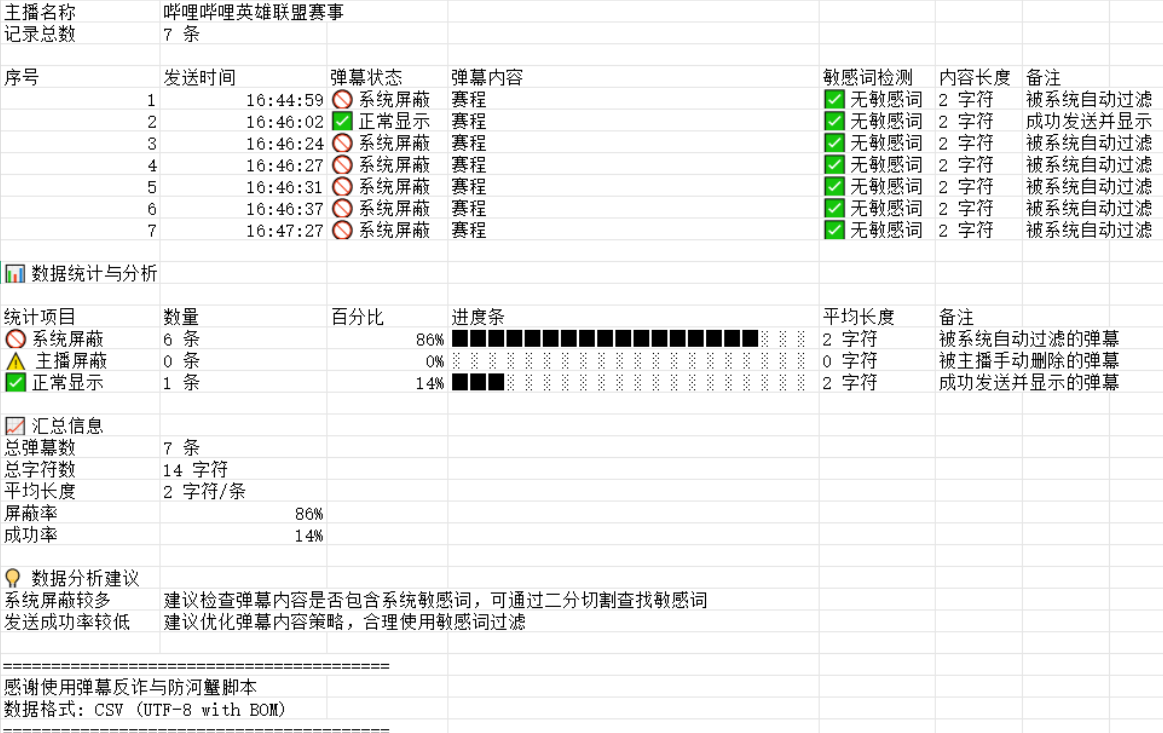 主播名称 哔哩哔哩英雄联盟赛事
记录总数 7 条
序号 发送时间 弹幕状态 弹幕内容 敏感词检测 内容长度 备注
1 16:44:59 🚫 系统屏蔽 赛程 ✅ 无敏感词 2 字符 被系统自动过滤
2 16:46:02 ✅ 正常显示 赛程 ✅ 无敏感词 2 字符 成功发送并显示
3 16:46:24 🚫 系统屏蔽 赛程 ✅ 无敏感词 2 字符 被系统自动过滤
4 16:46:27 🚫 系统屏蔽 赛程 ✅ 无敏感词 2 字符 被系统自动过滤
5 16:46:31 🚫 系统屏蔽 赛程 ✅ 无敏感词 2 字符 被系统自动过滤
6 16:46:37 🚫 系统屏蔽 赛程 ✅ 无敏感词 2 字符 被系统自动过滤
7 16:47:27 🚫 系统屏蔽 赛程 ✅ 无敏感词 2 字符 被系统自动过滤
📊 数据统计与分析
统计项目 数量 百分比 进度条 平均长度 备注
🚫 系统屏蔽 6 条 86% ■■■■■■■■■■■■■■■■■░░░ 2 字符 被系统自动过滤的弹幕
⚠ 主播屏蔽 0 条 0% ░░░░░░░░░░░░░░░░░░░░ 0 字符 被主播手动删除的弹幕
✅ 正常显示 1 条 14% ■■■░░░░░░░░░░░░░░░░░ 2 字符 成功发送并显示的弹幕
📈 汇总信息
总弹幕数 7 条
总字符数 14 字符
平均长度 2 字符/条
屏蔽率 86%
成功率 14%
💡 数据分析建议
系统屏蔽较多 建议检查弹幕内容是否包含系统敏感词，可通过二分切割查找敏感词
发送成功率较低 建议优化弹幕内容策略，合理使用敏感词过滤
========================================
感谢使用弹幕反诈与防河蟹脚本
数据格式: CSV (UTF-8 with BOM)
========================================